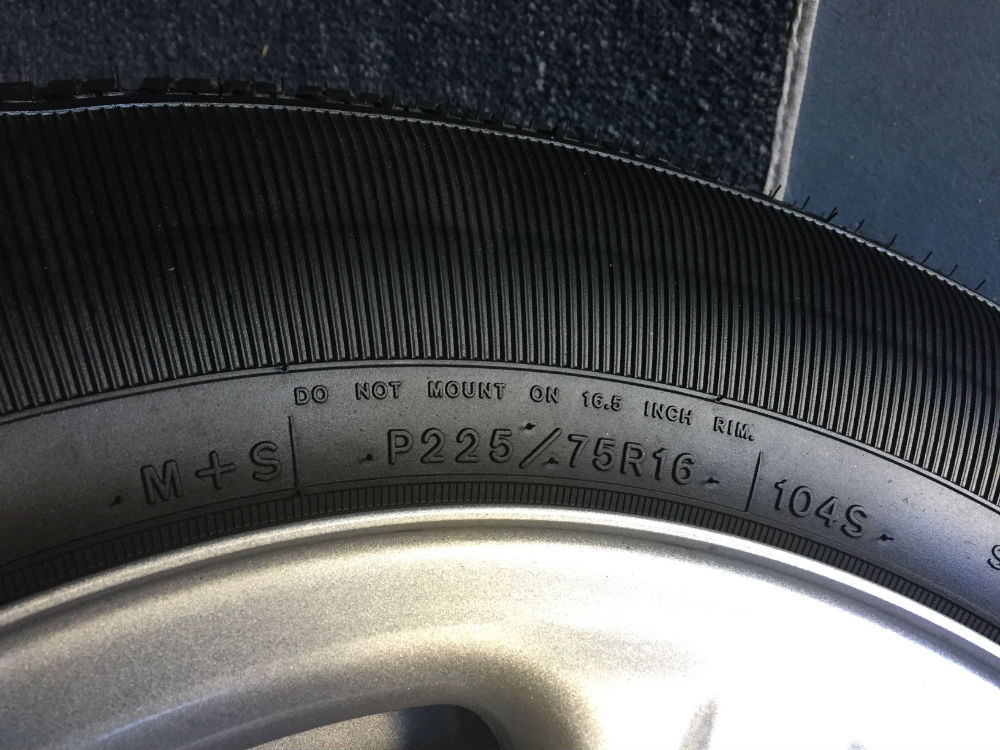 DO NOT MOUNT ON 16.5 INCH RIM.
M+S P225/75R16 104S
S